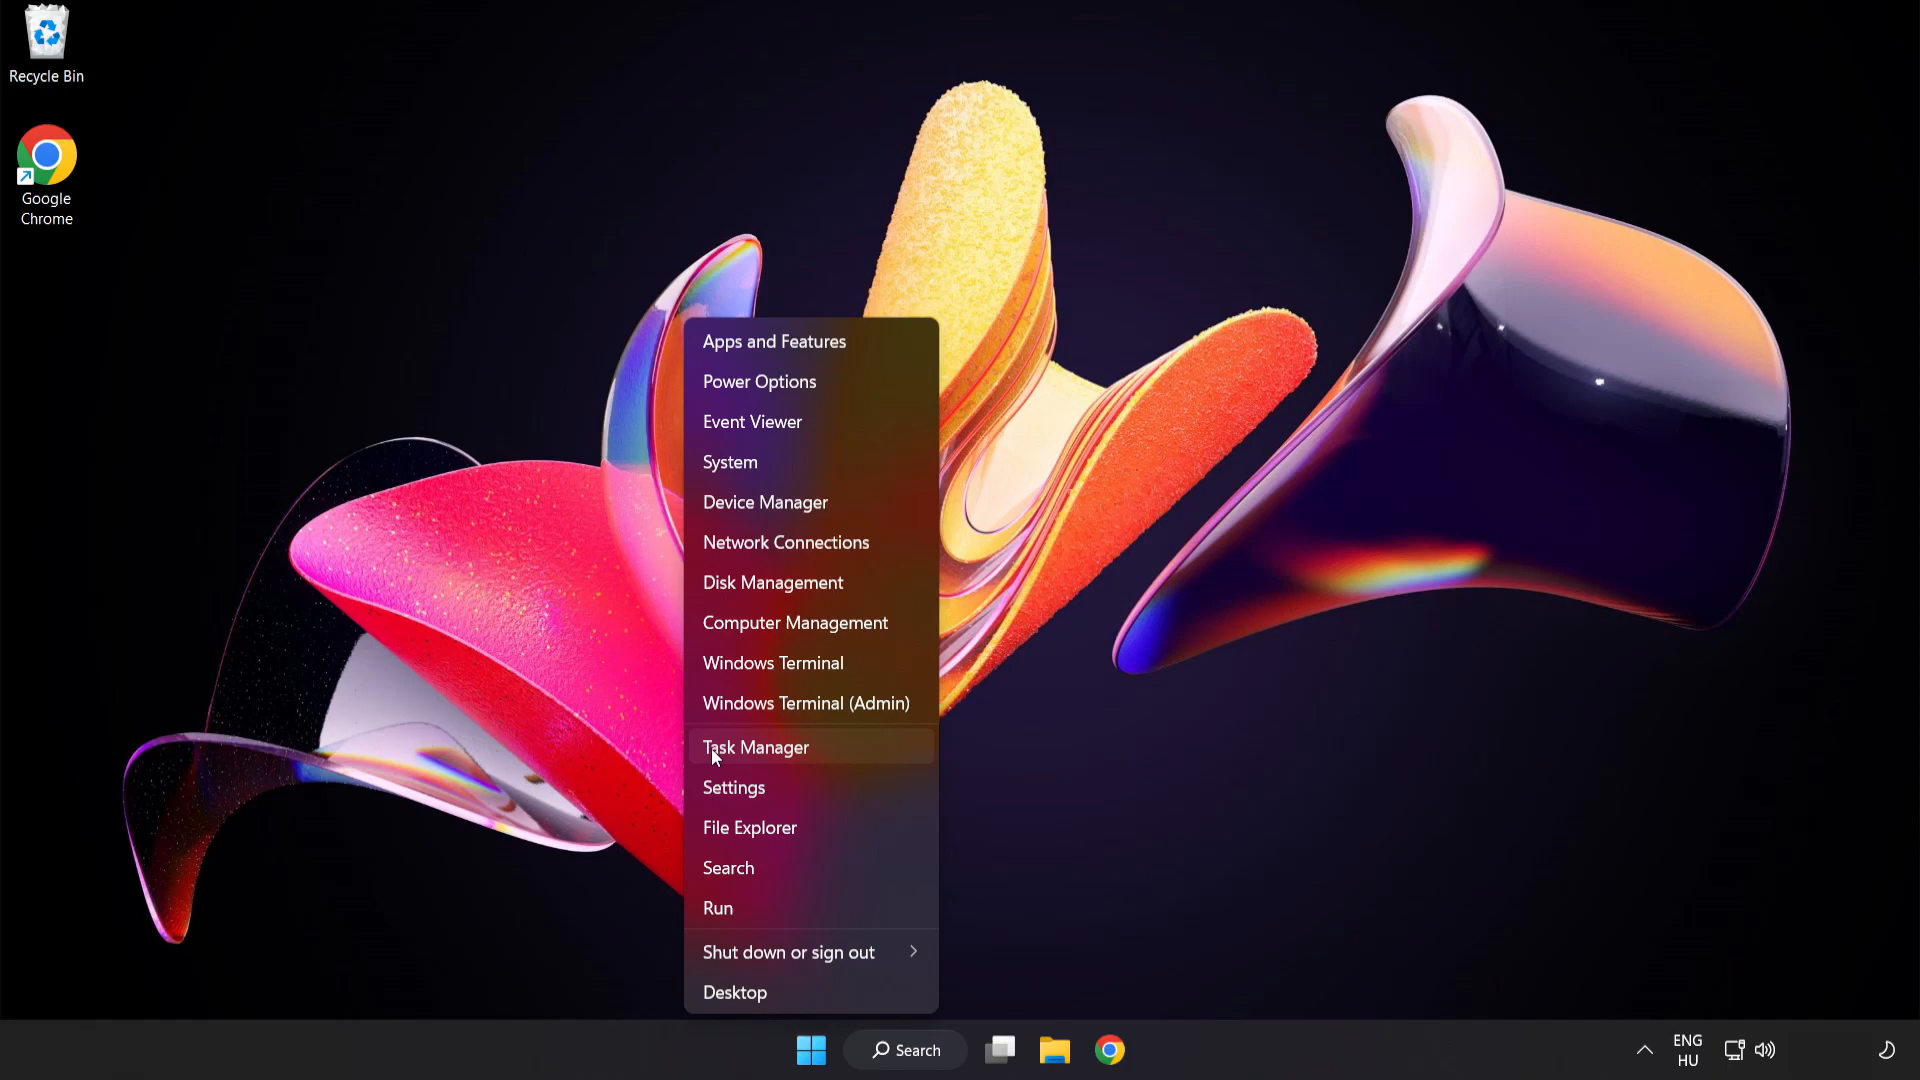 Recycle Bin
Google
Chrome
Apps and Features
Power Options
Event Viewer
System
Device Manager
Network Connections
Disk Management
Computer Management
Windows Terminal
Windows Terminal (Admin)
Task Manager
Settings
File Explorer
Search
Run
Shut down or sign out
Desktop
Search
ENG
HU